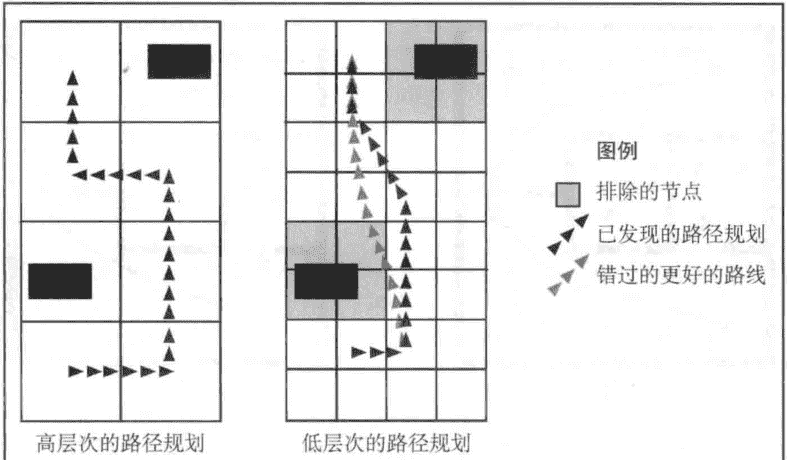 图例
排除的节点
已发现的路径规划
错过的更好的路线
高层次的路径规划
低层次的路径规划